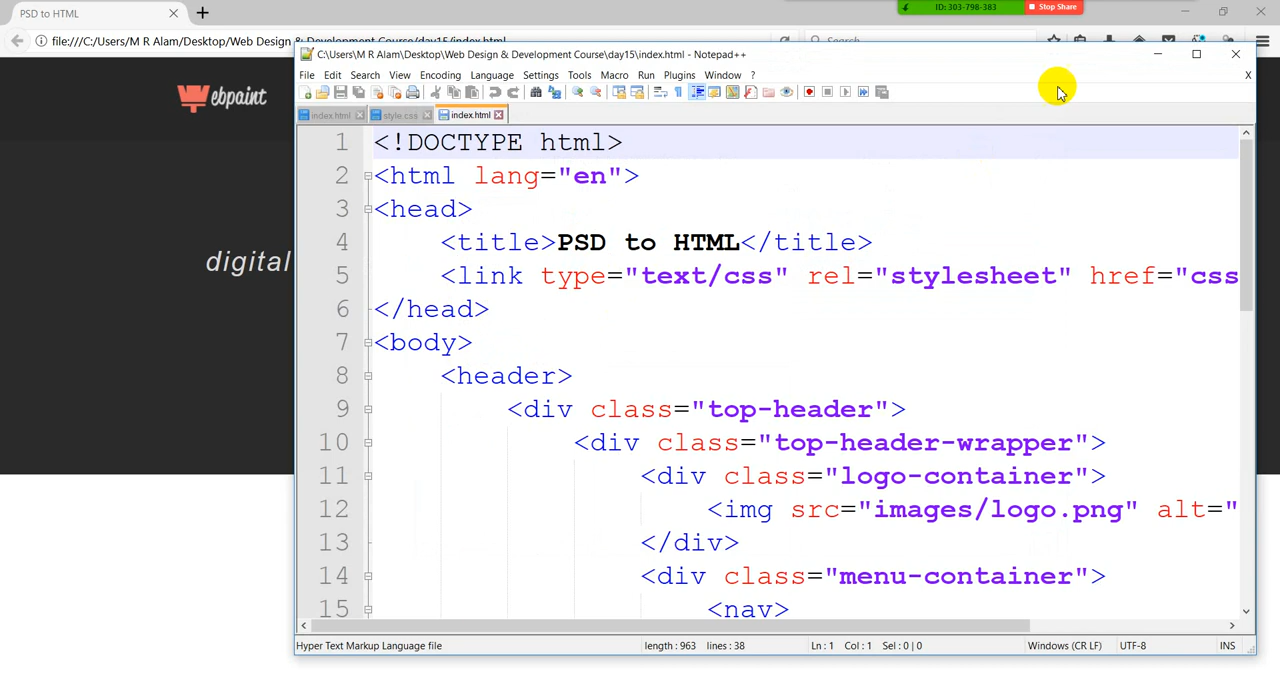 PSD to HTML
ID: 303-798-383 Stop Share
file:///C:/Users/M R Alam/Desktop/Web Design & Development Course/day15/index.html
Search
ebpaint
digital
C:\Users\M R Alam\Desktop\Web Design & Development Course\day15\index.html - Notepad++
File Edit Search View Encoding Language Settings Tools Macro Run Plugins Window ? X
index.html style.css index.html
1 <!DOCTYPE html>
2 <html lang="en">
3 <head>
4 <title>PSD to HTML</title>
5 <link type="text/css" rel="stylesheet" href="css
6 </head>
7 <body>
8 <header>
9 <div class="top-header">
10 <div class="top-header-wrapper">
11 <div class="logo-container">
12 <img src="images/logo.png" alt="
13 </div>
14 <div class="menu-container">
15 <nav>
Hyper Text Markup Language file length : 963 lines : 38 Ln : 1 Col : 1 Sel : 0 | 0 Windows (CR LF) UTF-8 INS